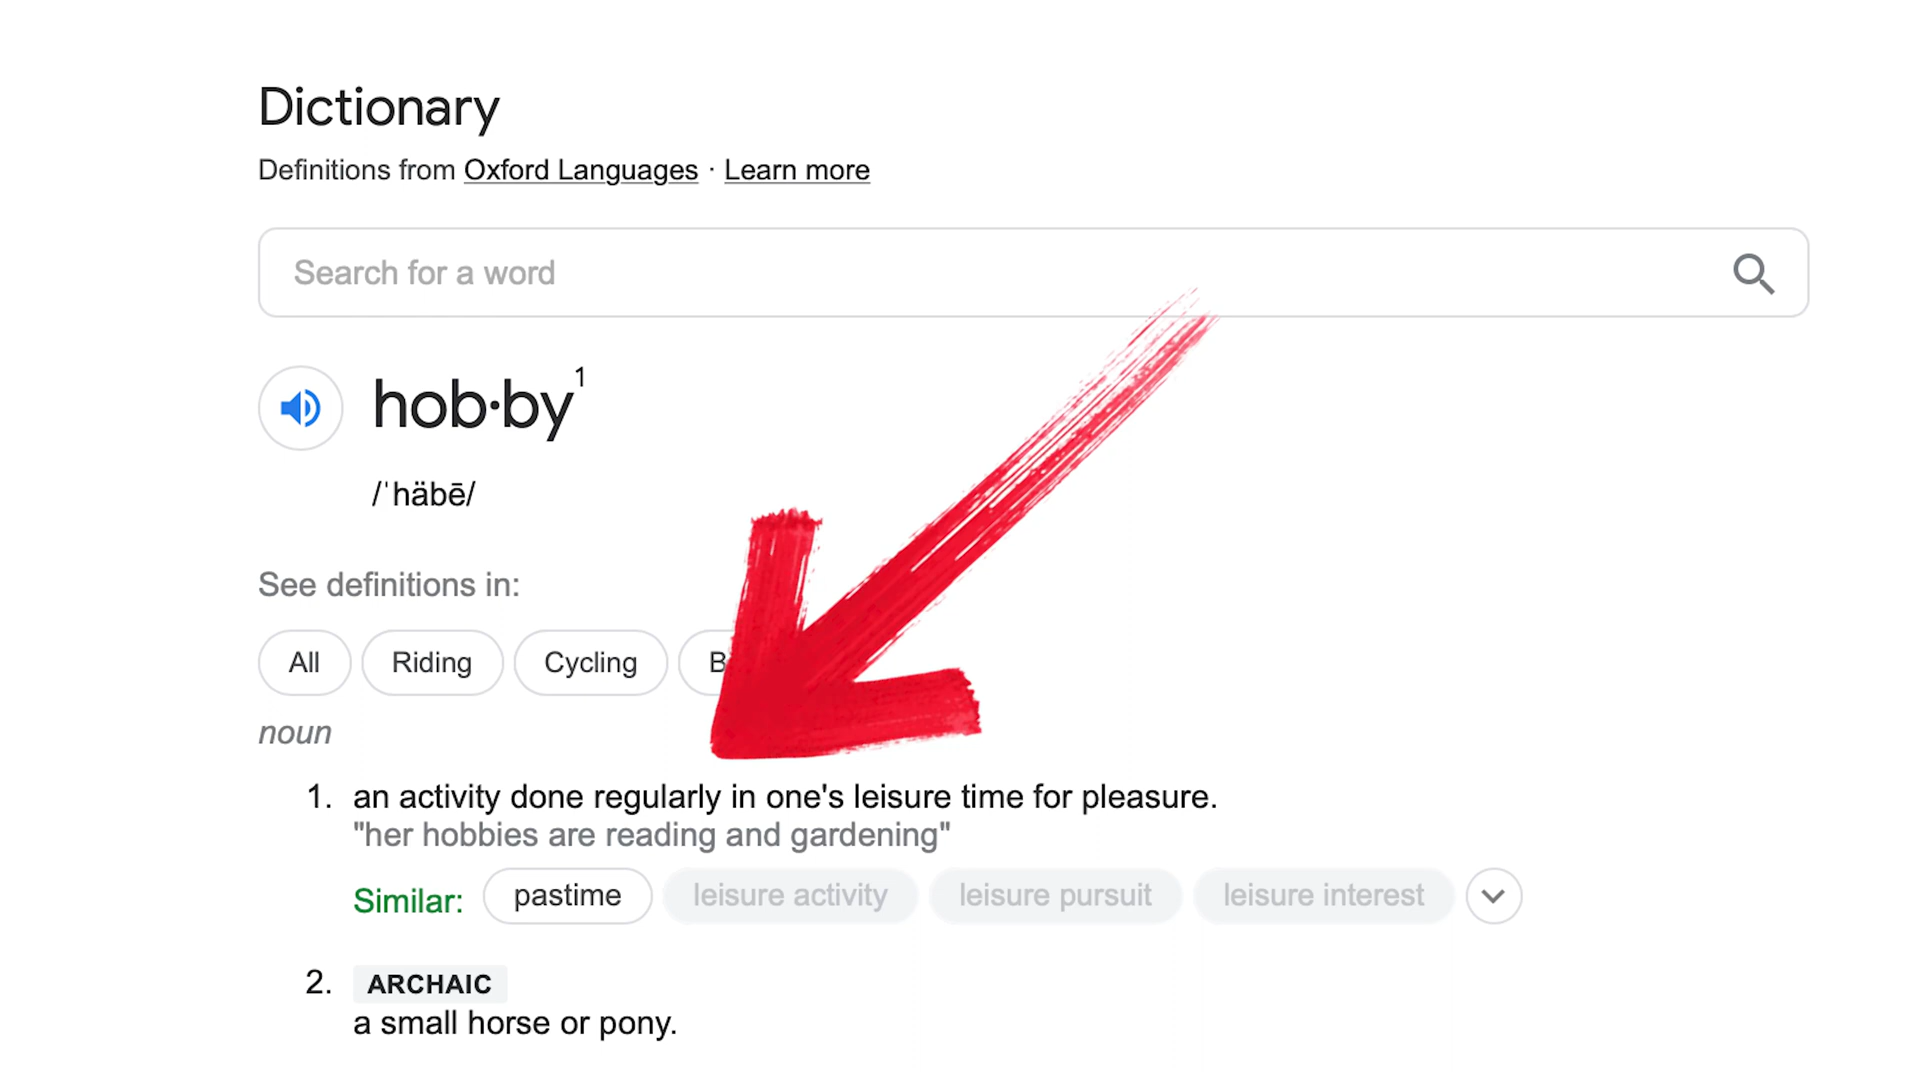 Dictionary
Definitions from Oxford Languages · Learn more
Search for a word
hob·by¹
/ˈhäbē/
See definitions in:
All Riding Cycling
noun
1. an activity done regularly in one's leisure time for pleasure.
"her hobbies are reading and gardening"
Similar: pastime leisure activity leisure pursuit leisure interest
2. ARCHAIC
a small horse or pony.